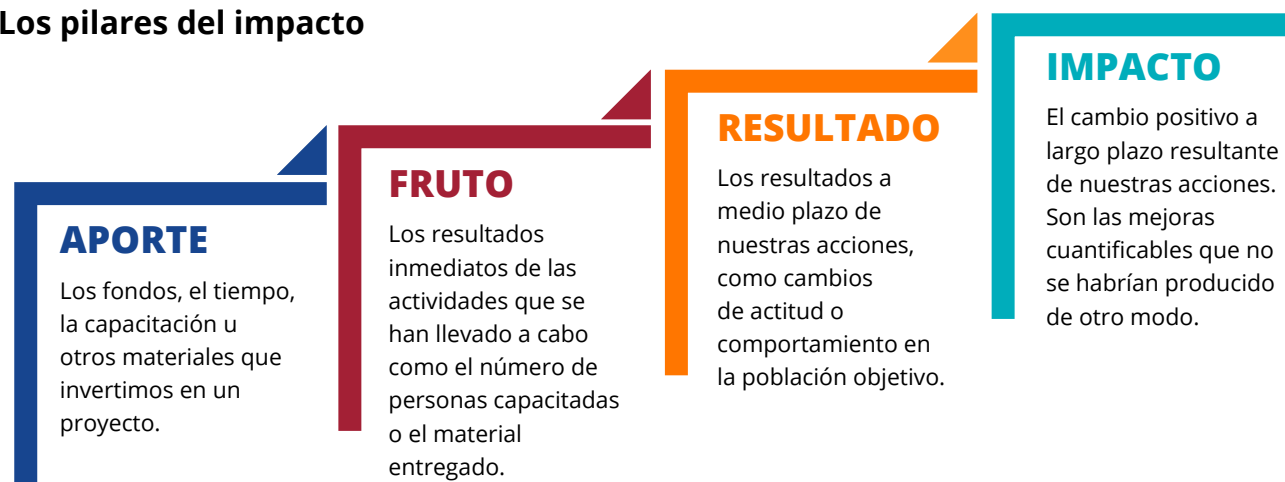 Los pilares del impacto
APORTE
Los fondos, el tiempo,
la capacitación u
otros materiales que
invertimos en un
proyecto.
FRUTO
Los resultados
inmediatos de las
actividades que se
han llevado a cabo
como el número de
personas capacitadas
o el material
entregado.
RESULTADO
Los resultados a
medio plazo de
nuestras acciones,
como cambios
de actitud o
comportamiento en
la población objetivo.
IMPACTO
El cambio positivo a
largo plazo resultante
de nuestras acciones.
Son las mejoras
cuantificables que no
se habrían producido
de otro modo.